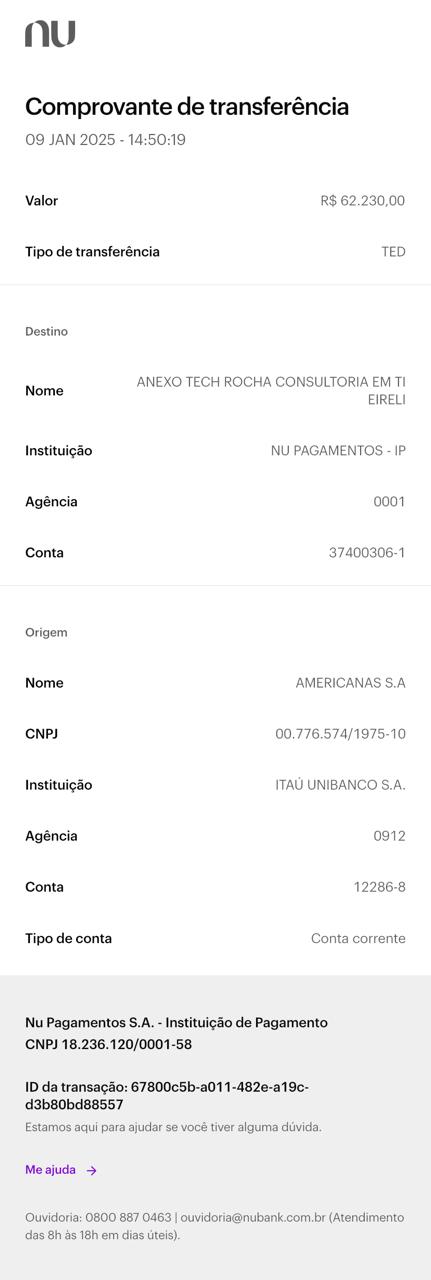 nu
Comprovante de transferência
09 JAN 2025 - 14:50:19
Valor R$ 62.230,00
Tipo de transferência TED
Destino
Nome ANEXO TECH ROCHA CONSULTORIA EM TI
EIRELI
Instituição NU PAGAMENTOS - IP
Agência 0001
Conta 37400306-1
Origem
Nome AMERICANAS S.A
CNPJ 00.776.574/1975-10
Instituição ITAÚ UNIBANCO S.A.
Agência 0912
Conta 12286-8
Tipo de conta Conta corrente
Nu Pagamentos S.A. - Instituição de Pagamento
CNPJ 18.236.120/0001-58
ID da transação: 67800c5b-a011-482e-a19c-
d3b80bd88557
Estamos aqui para ajudar se você tiver alguma dúvida.
Me ajuda →
Ouvidoria: 0800 887 0463 | ouvidoria@nubank.com.br (Atendimento
das 8h às 18h em dias úteis).